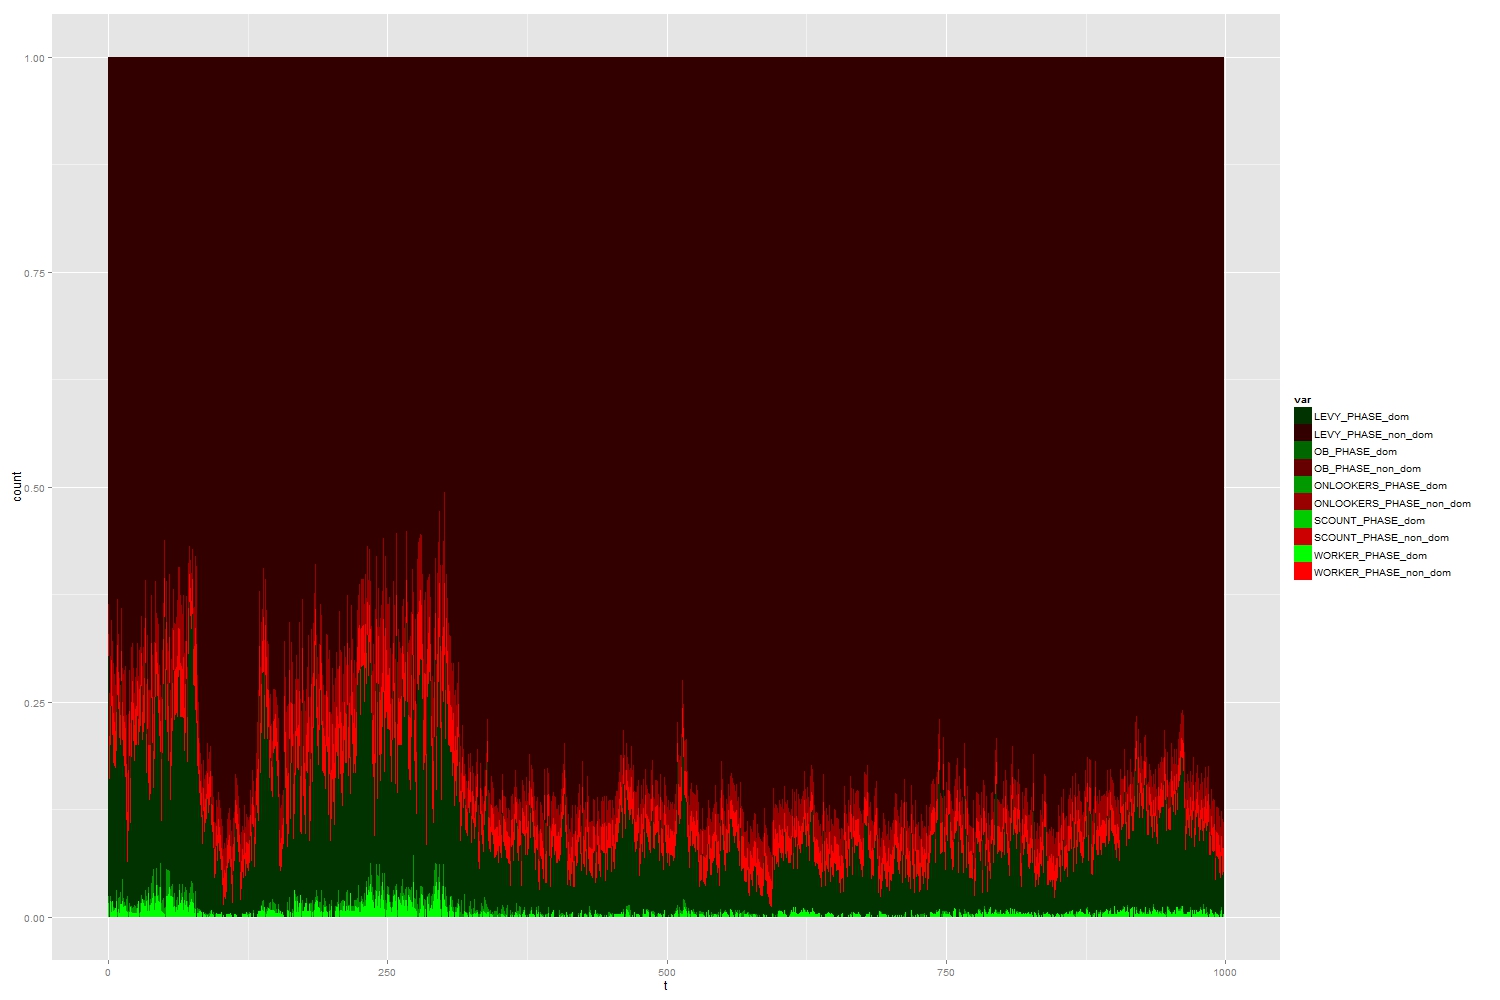 1.00
0.75
0.50
0.25
0.00
count
0
250
500
750
1000
t
var
LEVY_PHASE_dom
LEVY_PHASE_non_dom
OB_PHASE_dom
OB_PHASE_non_dom
ONLOOKERS_PHASE_dom
ONLOOKERS_PHASE_non_dom
SCOUNT_PHASE_dom
SCOUNT_PHASE_non_dom
WORKER_PHASE_dom
WORKER_PHASE_non_dom